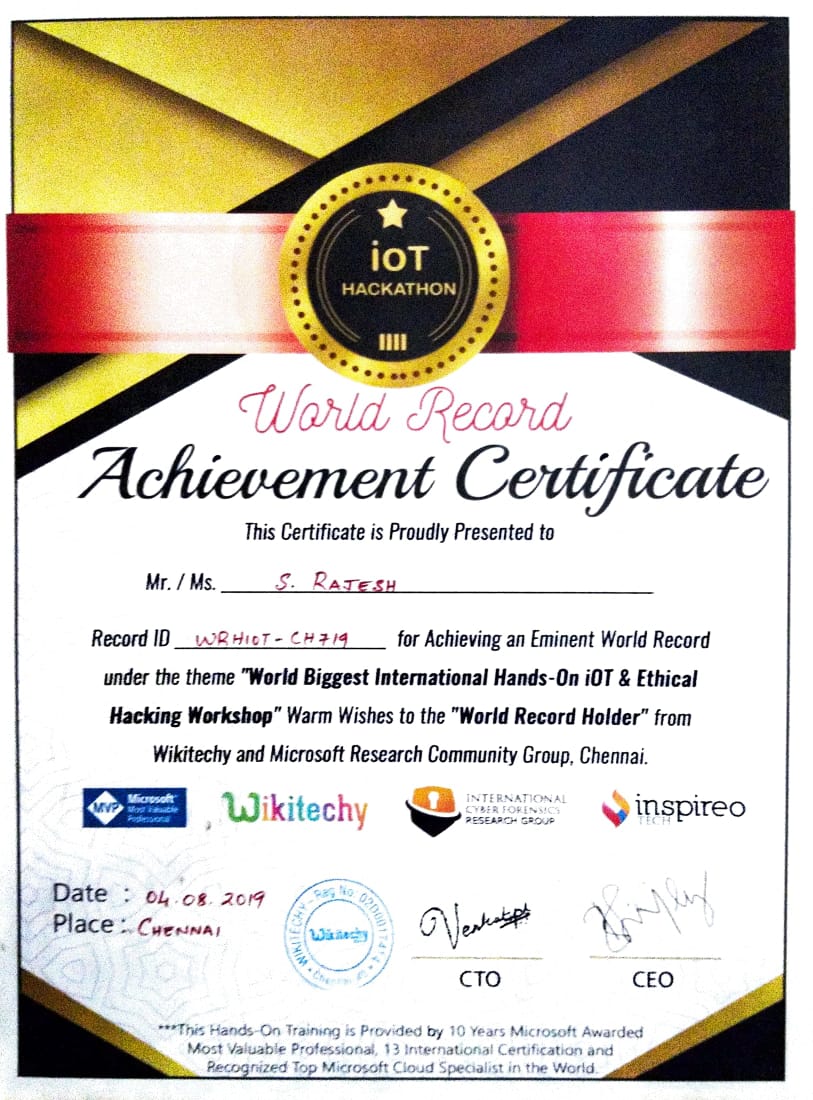 iOT
HACKATHON
World Record
Achievement Certificate
This Certificate is Proudly Presented to
Mr. / Ms. S. RAJESH
Record ID WRHIOT-CH719 for Achieving an Eminent World Record
under the theme "World Biggest International Hands-On iOT & Ethical
Hacking Workshop" Warm Wishes to the "World Record Holder" from
Wikitechy and Microsoft Research Community Group, Chennai.
MVP Microsoft® Most Valuable Professional
Wikitechy
INTERNATIONAL
CYBER FORENSICS
RESEARCH GROUP
inspireo
TECH
Date : 04.08.2019
Place : CHENNAI
WIKITECHY - Reg No:
Wikitechy
Chennai
CTO
CEO
***This Hands-On Training is Provided by 10 Years Microsoft Awarded
Most Valuable Professional, 13 International Certification and
Recognized Top Microsoft Cloud Specialist in the World.